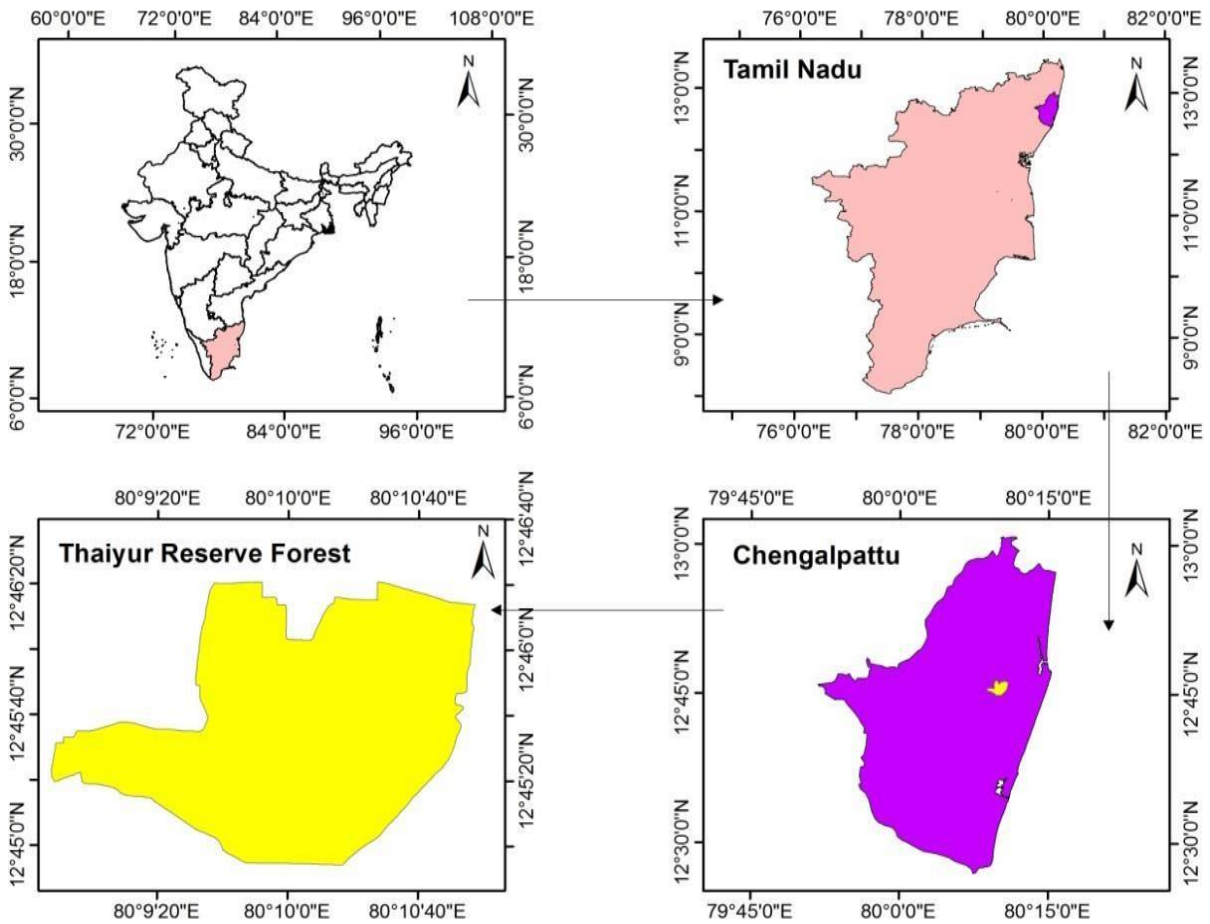 60°0'0"E 72°0'0"E 84°0'0"E 96°0'0"E 108°0'0"E
N
30°0'0"N
18°0'0"N
6°0'0"N
30°0'0"N
18°0'0"N
6°0'0"N
72°0'0"E 84°0'0"E 96°0'0"E
76°0'0"E 78°0'0"E 80°0'0"E 82°0'0"E
Tamil Nadu
N
13°0'0"N
11°0'0"N
9°0'0"N
13°0'0"N
11°0'0"N
9°0'0"N
76°0'0"E 78°0'0"E 80°0'0"E 82°0'0"E
80°9'20"E 80°10'0"E 80°10'40"E
Thaiyur Reserve Forest
N
12°46'20"N
12°45'40"N
12°45'0"N
12°46'40"N
12°46'0"N
12°45'20"N
80°9'20"E 80°10'0"E 80°10'40"E
79°45'0"E 80°0'0"E 80°15'0"E
Chengalpattu
N
13°0'0"N
12°45'0"N
12°30'0"N
13°0'0"N
12°45'0"N
12°30'0"N
79°45'0"E 80°0'0"E 80°15'0"E